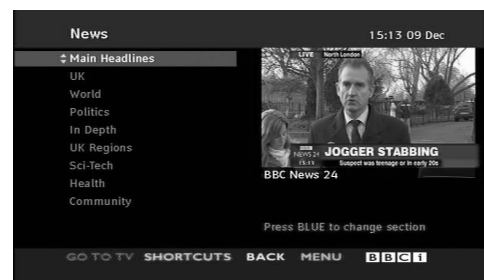 News
15:13 09 Dec
Main Headlines
UK
World
Politics
In Depth
UK Regions
Sci-Tech
Health
Community
LIVE North London
BBC
NEWS 24
15:13
JOGGER STABBING
Suspect was teenage or in early 20s
BBC News 24
Press BLUE to change section
GO TO TV SHORTCUTS BACK MENU BBCi